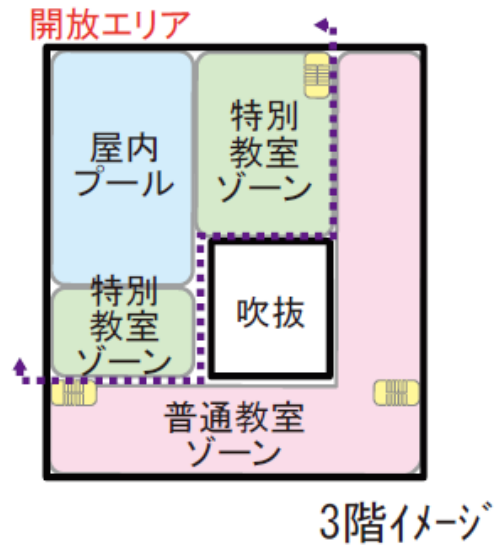 開放エリア
屋内
プール
特別
教室
ゾーン
特別
教室
ゾーン
吹抜
普通教室
ゾーン
3階イメージ